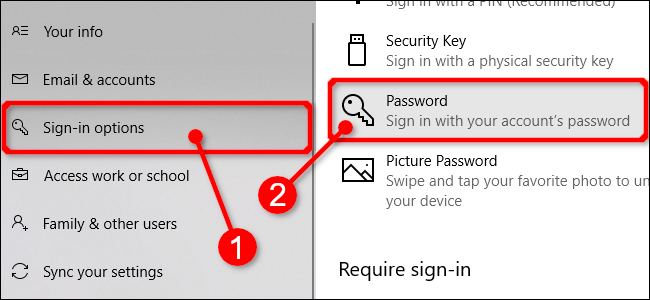 Your info
Email & accounts
Sign-in options
Access work or school
Family & other users
Sync your settings
1
Sign in with a PIN (Recommended)
Security Key
Sign in with a physical security key
Password
Sign in with your account's password
2
Picture Password
Swipe and tap your favorite photo to un
your device
Require sign-in